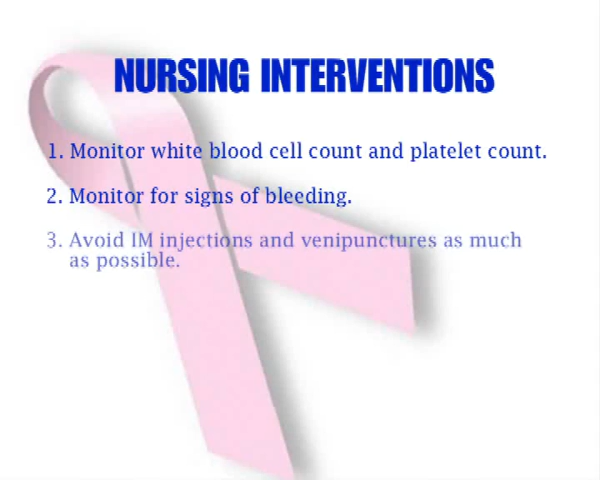 NURSING INTERVENTIONS
1. Monitor white blood cell count and platelet count.
2. Monitor for signs of bleeding.
3. Avoid IM injections and venipunctures as much
as possible.